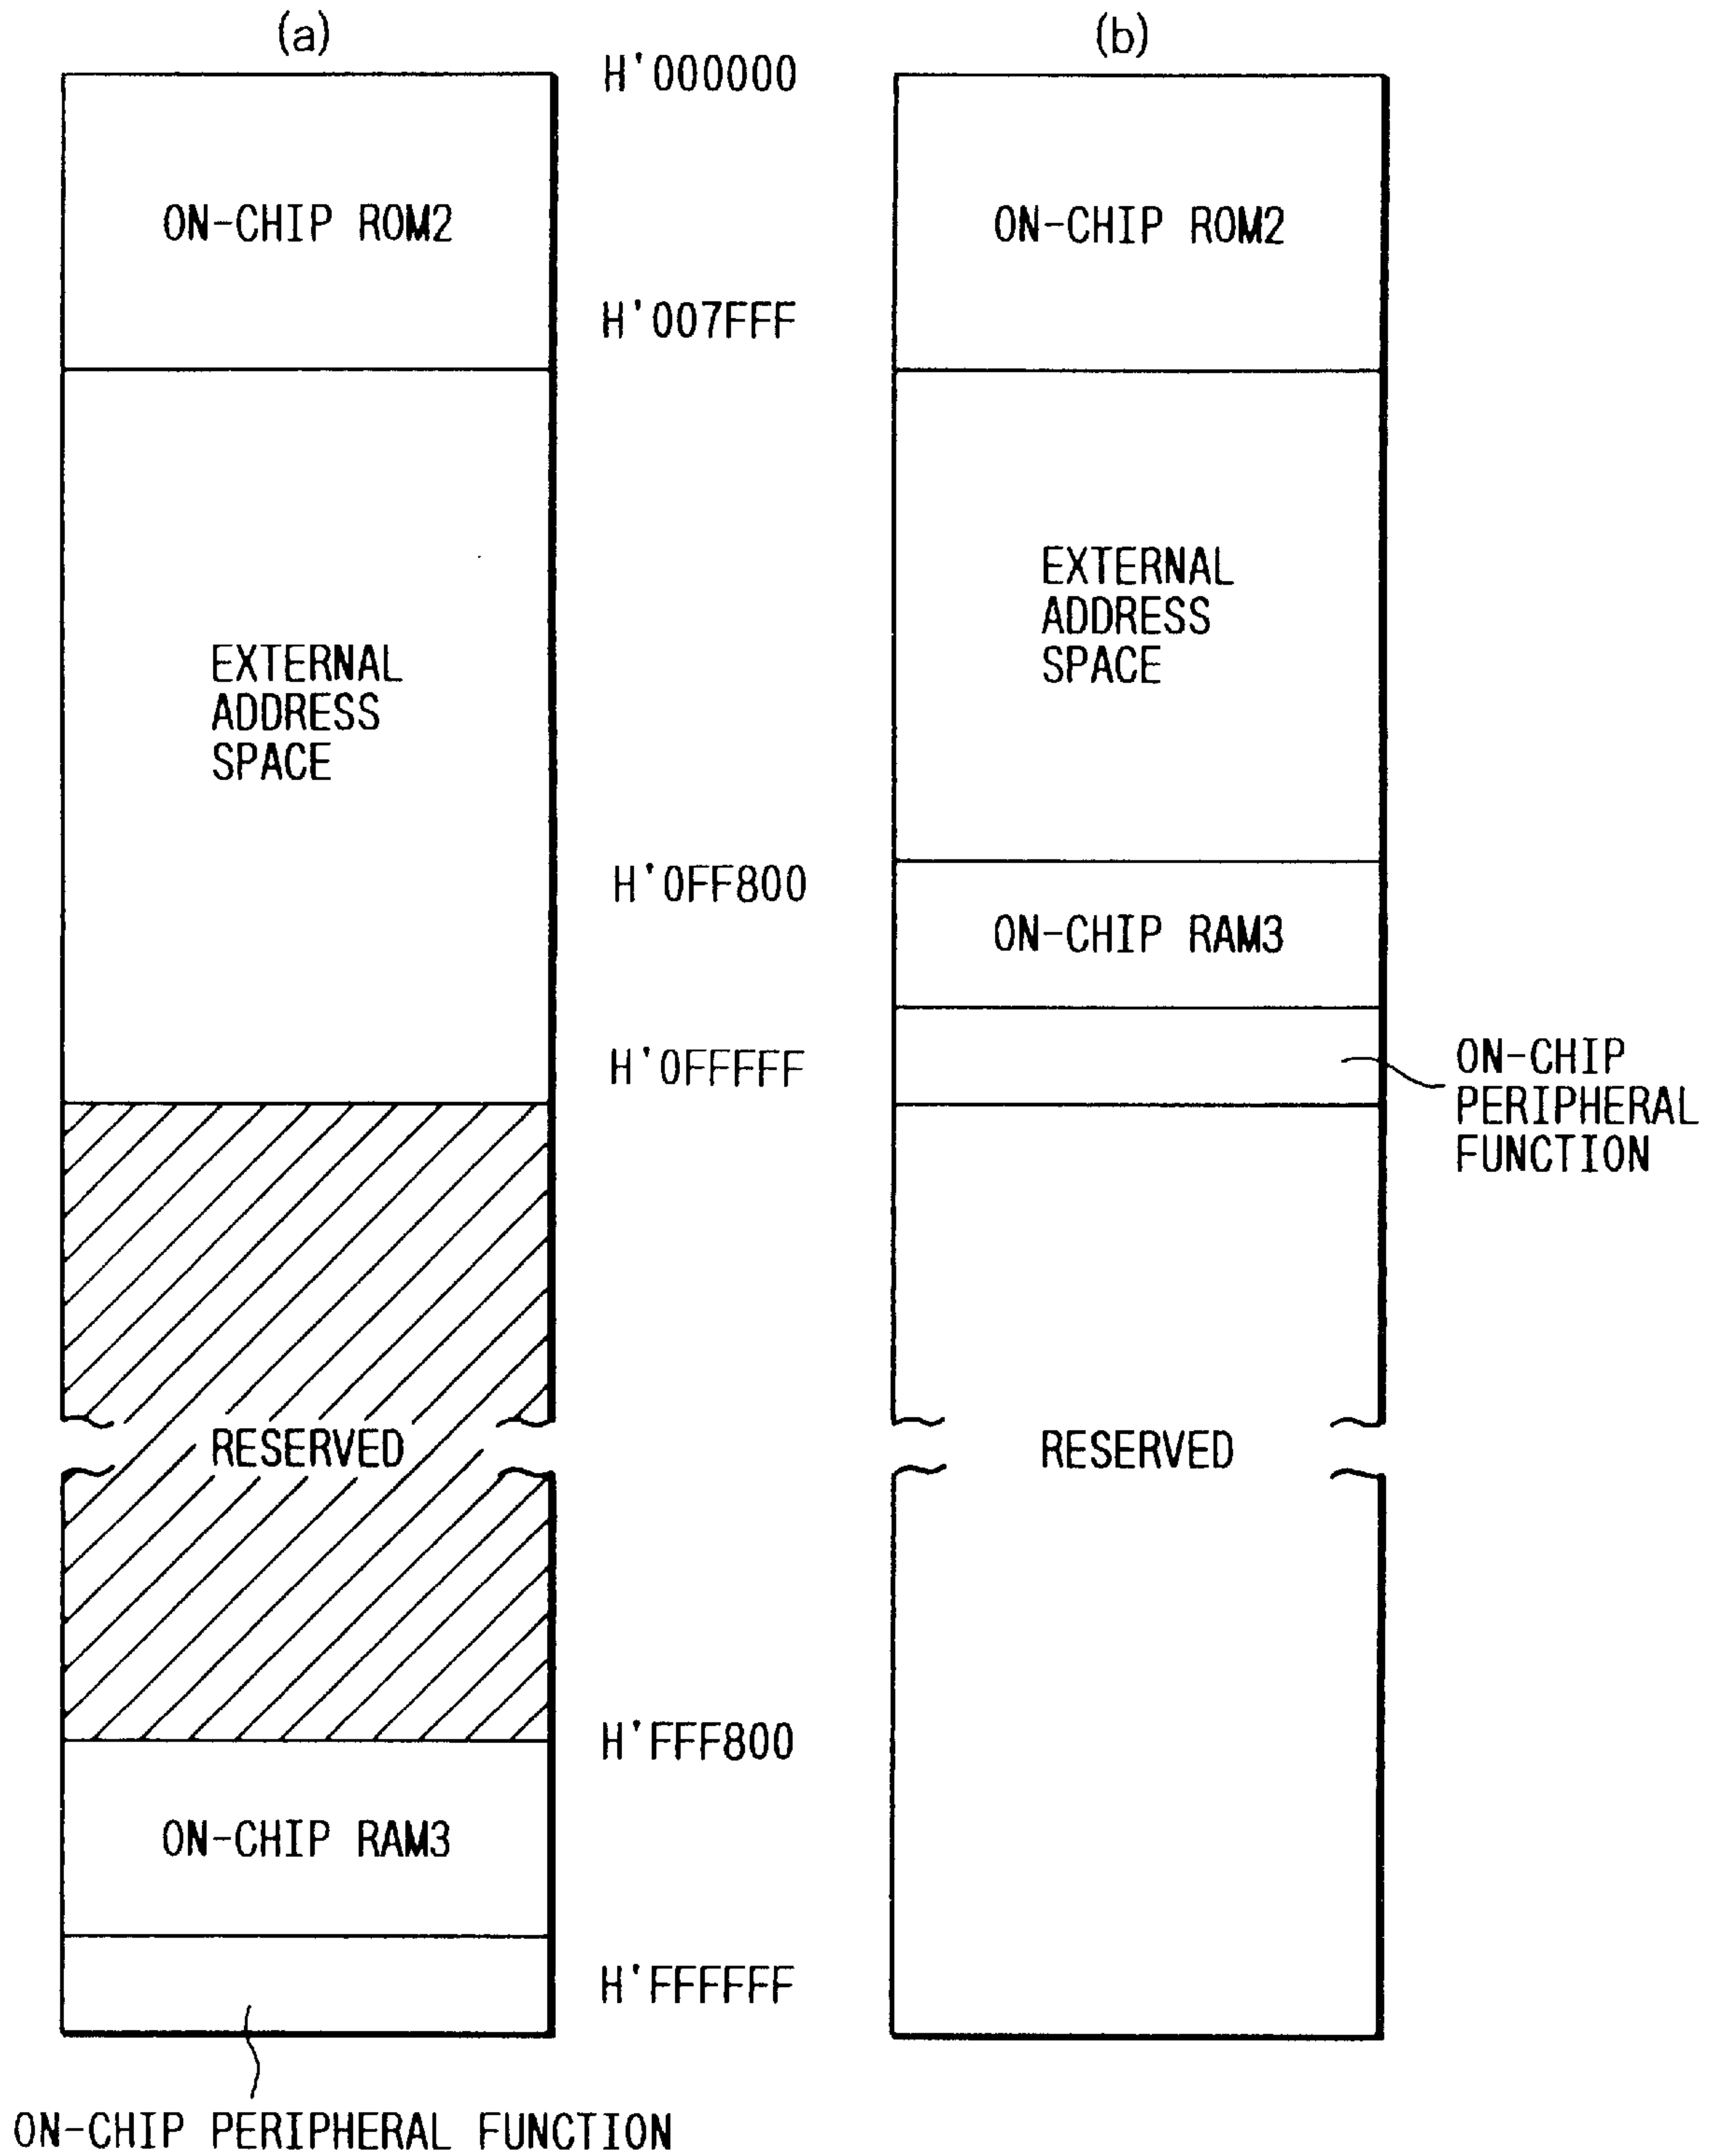 (a)
(b)
H'000000
ON-CHIP ROM2
ON-CHIP ROM2
H'007FFF
EXTERNAL
ADDRESS
SPACE
EXTERNAL
ADDRESS
SPACE
H'0FF800
ON-CHIP RAM3
H'0FFFFF
ON-CHIP
PERIPHERAL
FUNCTION
RESERVED
RESERVED
H'FFF800
ON-CHIP RAM3
H'FFFFFF
ON-CHIP PERIPHERAL FUNCTION